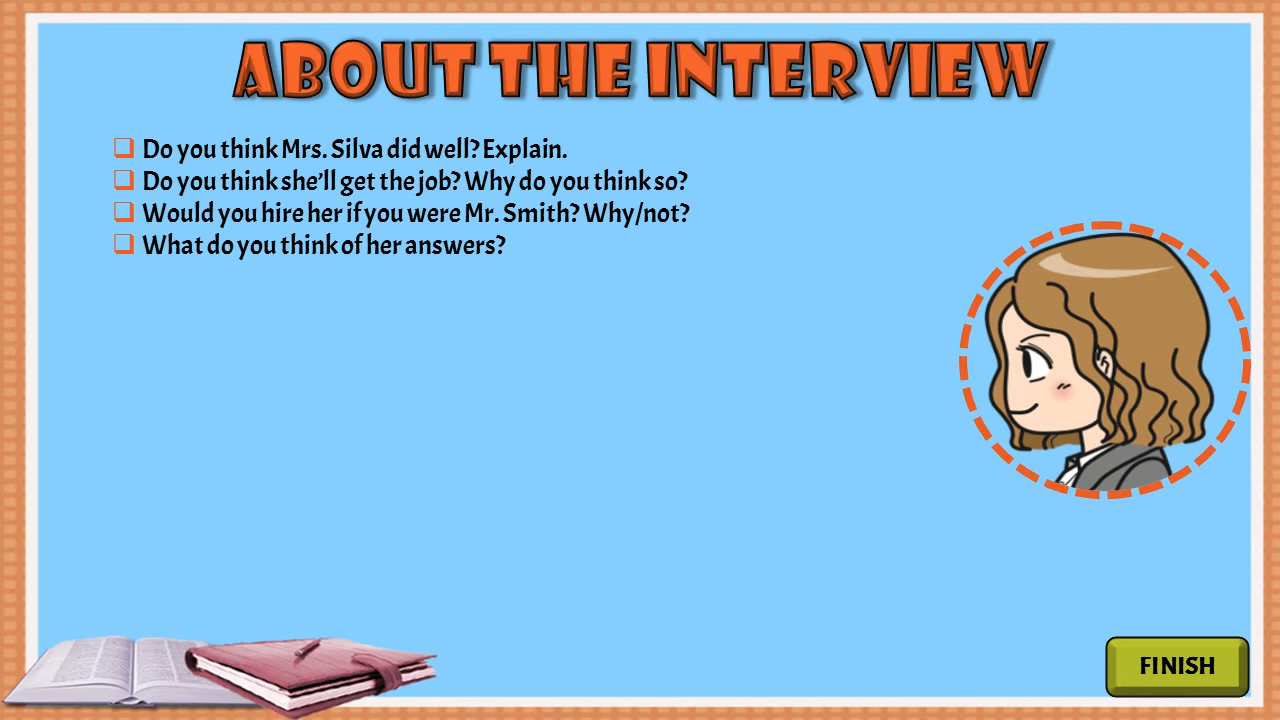 ABOUT THE INTERVIEW
Do you think Mrs. Silva did well? Explain.
Do you think she’ll get the job? Why do you think so?
Would you hire her if you were Mr. Smith? Why/not?
What do you think of her answers?
FINISH